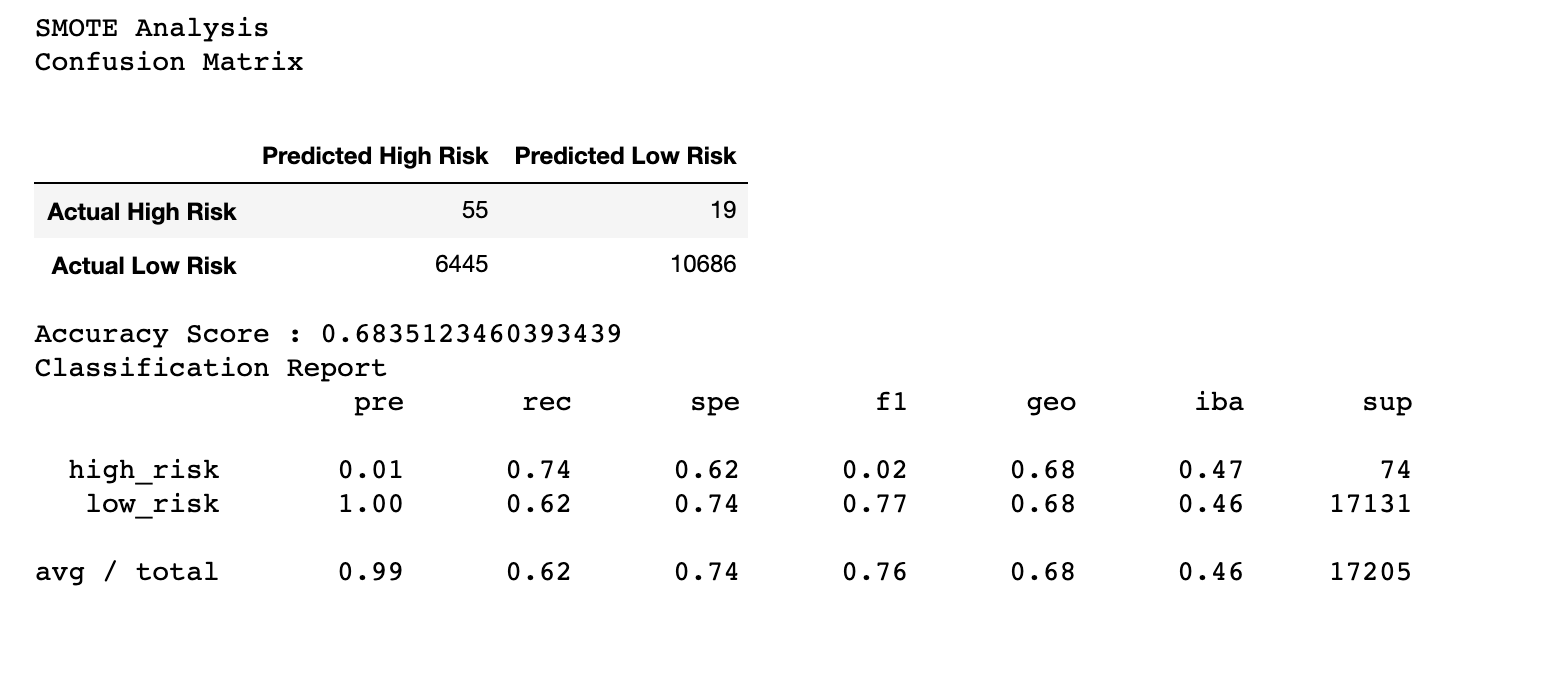 SMOTE Analysis
Confusion Matrix
Predicted High Risk Predicted Low Risk
Actual High Risk 55 19
Actual Low Risk 6445 10686
Accuracy Score : 0.6835123460393439
Classification Report
pre rec spe f1 geo iba sup
high_risk 0.01 0.74 0.62 0.02 0.68 0.47 74
low_risk 1.00 0.62 0.74 0.77 0.68 0.46 17131
avg / total 0.99 0.62 0.74 0.76 0.68 0.46 17205